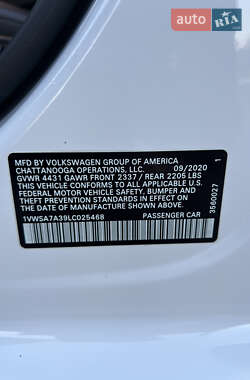 AUTO.RIA.com
MFD BY VOLKSWAGEN GROUP OF AMERICA
CHATTANOOGA OPERATIONS, LLC. 09/2020
GVWR 4431 GAWR FRONT 2337 / REAR 2205 LBS
THIS VEHICLE CONFORMS TO ALL APPLICABLE
U.S. FEDERAL MOTOR VEHICLE SAFETY,
BUMPER, AND THEFT PREVENTION
STANDARDS IN EFFECT ON THE DATE OF
MANUFACTURE SHOWN ABOVE.
1VWSA7A39LC025468 PASSENGER CAR
3560027
1